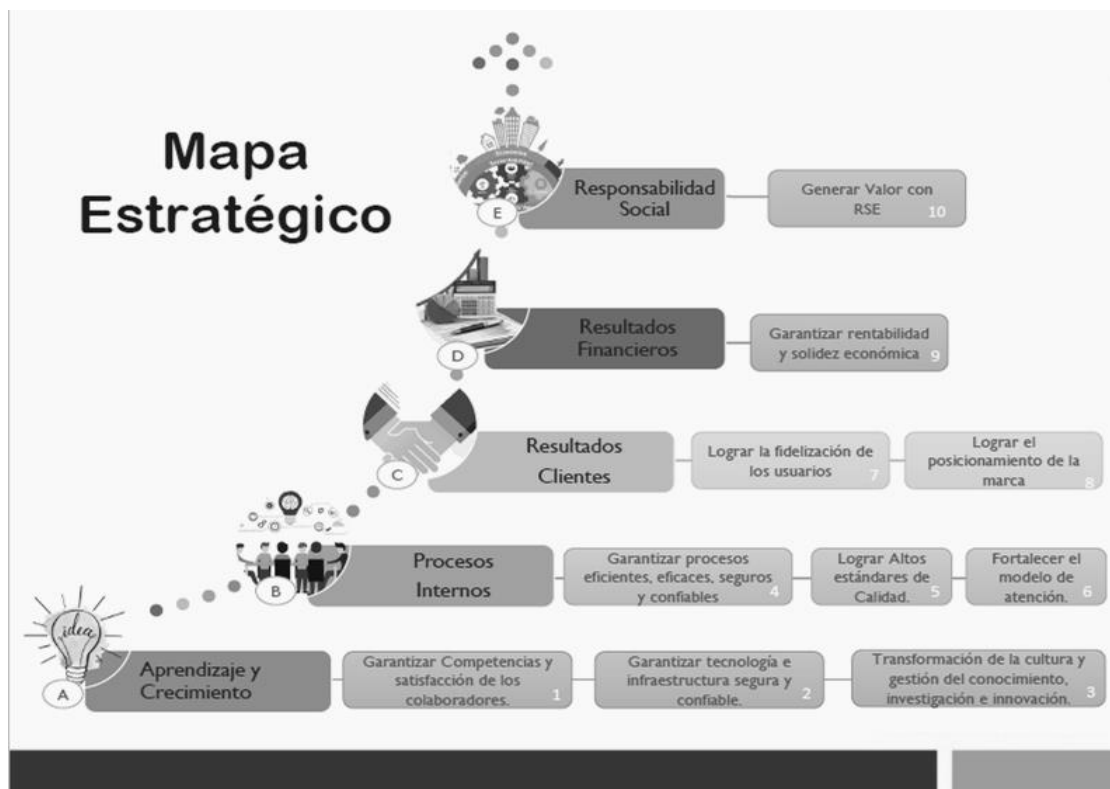 Mapa
Estratégico
E
Responsabilidad
Social
Generar Valor con
RSE
10
D
Resultados
Financieros
Garantizar rentabilidad
y solidez económica
9
C
Resultados
Clientes
Lograr la fidelización de
los usuarios
7
Lograr el
posicionamiento de la
marca
8
B
Procesos
Internos
Garantizar procesos
eficientes, eficaces, seguros
y confiables
4
Lograr Altos
estándares de
Calidad.
5
Fortalecer el
modelo de
atención.
6
idea
A
Aprendizaje y
Crecimiento
Garantizar Competencias y
satisfacción de los
colaboradores.
1
Garantizar tecnología e
infraestructura segura y
confiable.
2
Transformación de la cultura y
gestión del conocimiento,
investigación e innovación.
3